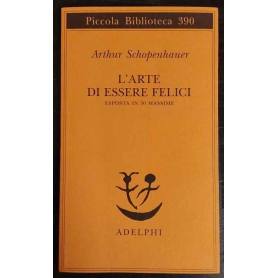 Piccola Biblioteca 390
Arthur Schopenhauer
L'ARTE
DI ESSERE FELICI
ESPOSTA IN 50 MASSIME
ADELPHI